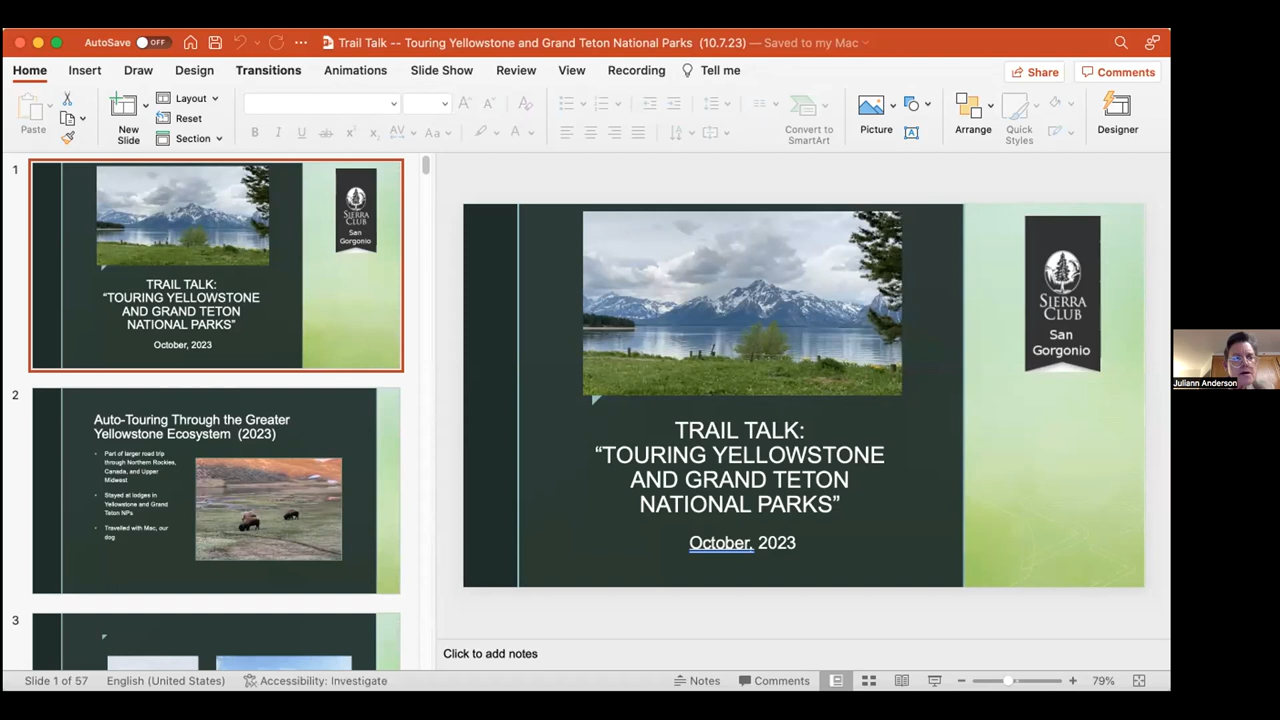 AutoSave OFF
Trail Talk -- Touring Yellowstone and Grand Teton National Parks (10.7.23) — Saved to my Mac
Home Insert Draw Design Transitions Animations Slide Show Review View Recording Tell me
Share Comments
Paste
New
Slide
Layout
Reset
Section
B I U ab X X AV Aa A
Convert to
SmartArt
Picture
Arrange
Quick
Styles
Designer
1
SIERRA
CLUB
San
Gorgonio
TRAIL TALK:
“TOURING YELLOWSTONE
AND GRAND TETON
NATIONAL PARKS”
October, 2023
2
Auto-Touring Through the Greater
Yellowstone Ecosystem (2023)
Part of larger road trip
through Northern Rockies,
Canada, and Upper
Midwest
Stayed at lodges in
Yellowstone and Grand
Teton NPs
Travelled with Mac, our
dog
3
SIERRA
CLUB
San
Gorgonio
TRAIL TALK:
“TOURING YELLOWSTONE
AND GRAND TETON
NATIONAL PARKS”
October, 2023
Click to add notes
Slide 1 of 57 English (United States) Accessibility: Investigate
Notes Comments 79%
Juliann Anderson